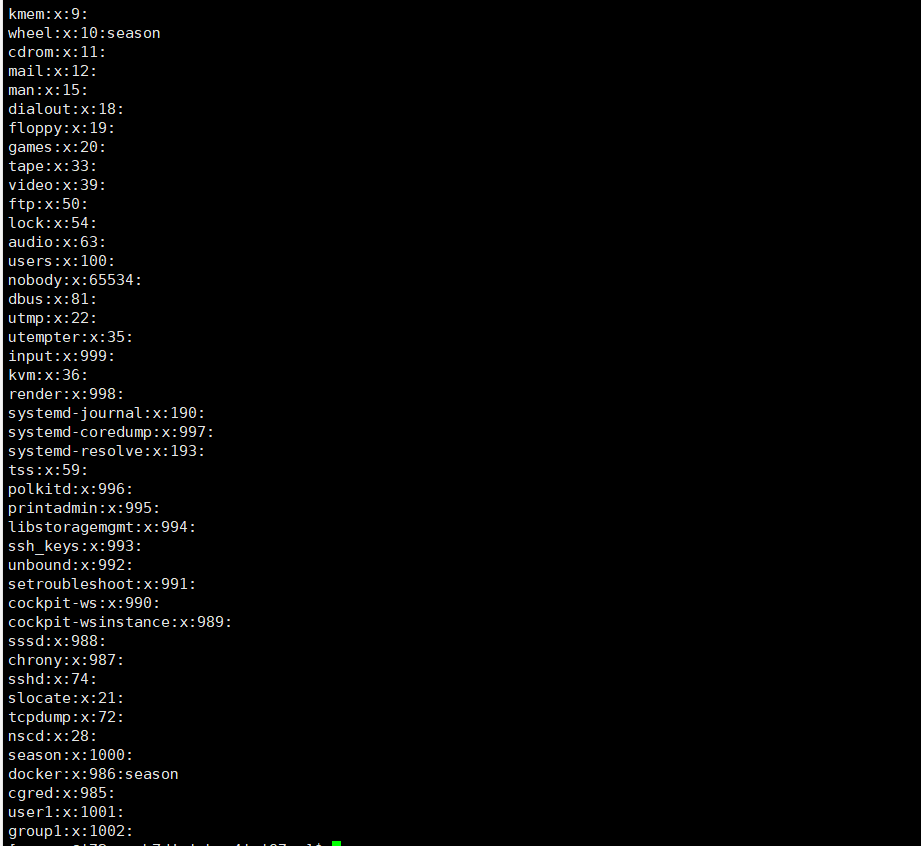 kmem:x:9:
wheel:x:10:season
cdrom:x:11:
mail:x:12:
man:x:15:
dialout:x:18:
floppy:x:19:
games:x:20:
tape:x:33:
video:x:39:
ftp:x:50:
lock:x:54:
audio:x:63:
users:x:100:
nobody:x:65534:
dbus:x:81:
utmp:x:22:
utempter:x:35:
input:x:999:
kvm:x:36:
render:x:998:
systemd-journal:x:190:
systemd-coredump:x:997:
systemd-resolve:x:193:
tss:x:59:
polkitd:x:996:
printadmin:x:995:
libstoragemgmt:x:994:
ssh_keys:x:993:
unbound:x:992:
setroubleshoot:x:991:
cockpit-ws:x:990:
cockpit-wsinstance:x:989:
sssd:x:988:
chrony:x:987:
sshd:x:74:
slocate:x:21:
tcpdump:x:72:
nscd:x:28:
season:x:1000:
docker:x:986:season
cgred:x:985:
user1:x:1001:
group1:x:1002: